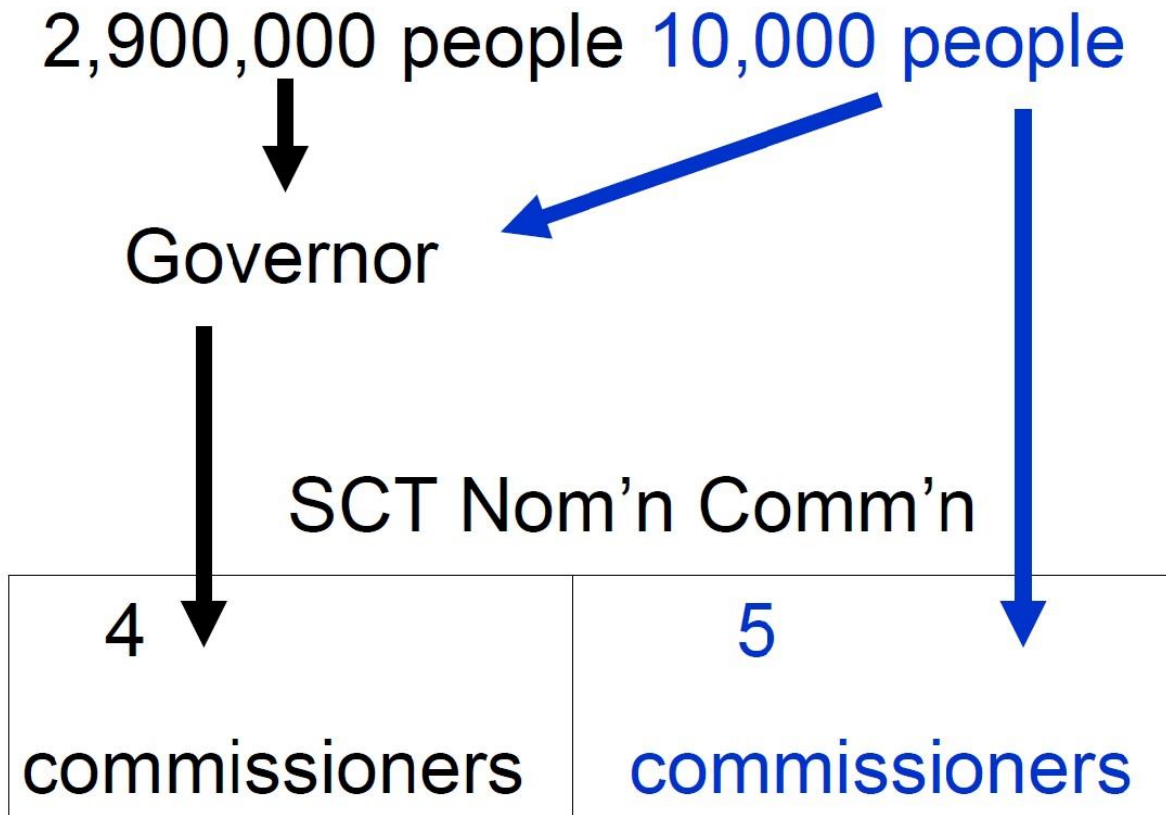 2,900,000 people 10,000 people
Governor
SCT Nom’n Comm’n
4 5
commissioners commissioners